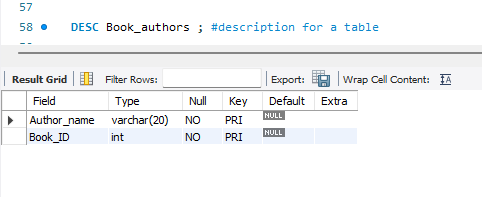 57
58 DESC Book_authors ; #description for a table
Result Grid Filter Rows: Export: Wrap Cell Content:
Field Type Null Key Default Extra
Author_name varchar(20) NO PRI NULL
Book_ID int NO PRI NULL